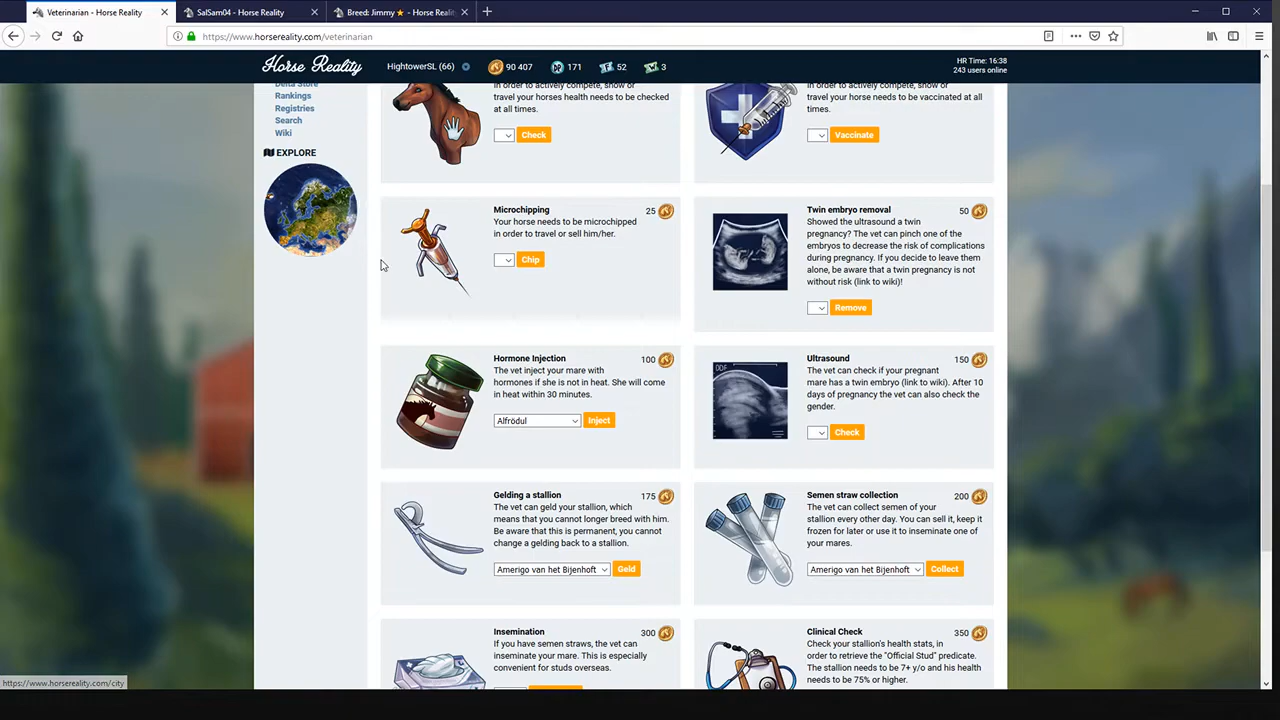 Veterinarian - Horse Reality
SalSam04 - Horse Reality
Breed: Jimmy ⭐ - Horse Reali
https://www.horsereality.com/veterinarian
Horse Reality
HightowerSL (66)
90 407
171
52
3
HR Time: 16:38
243 users online
Delta Store
Rankings
Registries
Search
Wiki
EXPLORE
in order to actively compete, show or
travel your horses health needs to be checked
at all times.
Check
in order to actively compete, show or
travel your horse needs to be vaccinated at
all times.
Vaccinate
Microchipping
25
Your horse needs to be microchipped
in order to travel or sell him/her.
Chip
Twin embryo removal
50
Showed the ultrasound a twin
pregnancy? The vet can pinch one of the
embryos to decrease the risk of complications
during pregnancy. If you decide to leave them
alone, be aware that a twin pregnancy is not
without risk (link to wiki)!
Remove
Hormone Injection
100
The vet inject your mare with
hormones if she is not in heat. She will come
in heat within 30 minutes.
Alfrodul
Inject
Ultrasound
150
The vet can check if your pregnant
mare has a twin embryo (link to wiki). After 10
days of pregnancy the vet can also check the
gender.
Check
Gelding a stallion
175
The vet can geld your stallion, which
means that you cannot longer breed with him.
Be aware that this is permanent, you cannot
change a gelding back to a stallion.
Amerigo van het Bijenhoft
Geld
Semen straw collection
200
The vet can collect semen of your
stallion every other day. You can sell it, keep it
frozen for later or use it to inseminate one of
your mares.
Amerigo van het Bijenhoft
Collect
Insemination
300
If you have semen straws, the vet can
inseminate your mare. This is especially
convenient for studs overseas.
Clinical Check
350
Check your stallion's health stats, in
order to retrieve the "Official Stud" predicate.
The stallion needs to be 7+ y/o and his health
needs to be 75% or higher.
https://www.horsereality.com/city